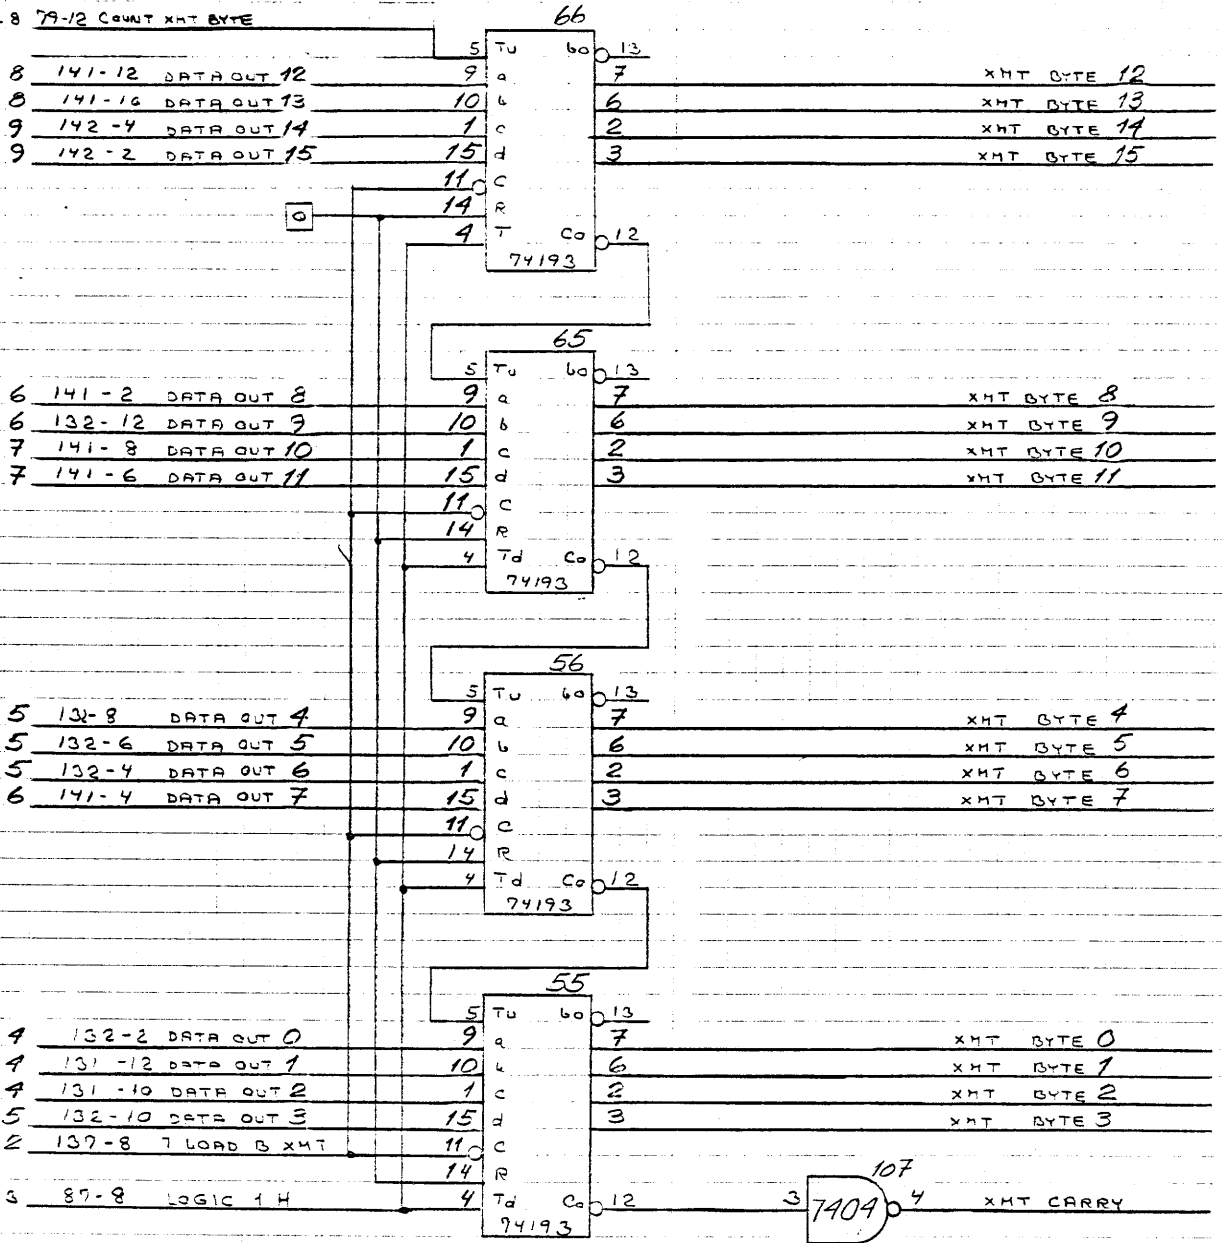 8 79-12 COUNT XMT BYTE
66
5 Tu bo 13
8 141-12 DATA OUT 12 9 a 7 XMT BYTE 12
8 141-10 DATA OUT 13 10 b 6 XMT BYTE 13
9 142-4 DATA OUT 14 1 c 2 XMT BYTE 14
9 142-2 DATA OUT 15 15 d 3 XMT BYTE 15
11 C
0 14 R
4 T Co 12
74193
65
5 Tu bo 13
6 141-2 DATA OUT 8 9 a 7 XMT BYTE 8
6 132-12 DATA OUT 9 10 b 6 XMT BYTE 9
7 141-8 DATA OUT 10 1 c 2 XMT BYTE 10
7 141-6 DATA OUT 11 15 d 3 XMT BYTE 11
11 C
14 R
4 Td Co 12
74193
56
5 Tu bo 13
5 132-8 DATA OUT 4 9 a 7 XMT BYTE 4
5 132-6 DATA OUT 5 10 b 6 XMT BYTE 5
5 132-4 DATA OUT 6 1 c 2 XMT BYTE 6
6 141-4 DATA OUT 7 15 d 3 XMT BYTE 7
11 C
14 R
4 Td Co 12
74193
55
5 Tu bo 13
4 132-2 DATA OUT 0 9 a 7 XMT BYTE 0
4 131-12 DATA OUT 1 10 b 6 XMT BYTE 1
4 131-10 DATA OUT 2 1 c 2 XMT BYTE 2
5 132-10 DATA OUT 3 15 d 3 XMT BYTE 3
2 137-8 7 LOAD B XMT 11 C
14 R
107
3 87-8 LOGIC 1 H 4 Td Co 12 3 7404 4 XMT CARRY
74193